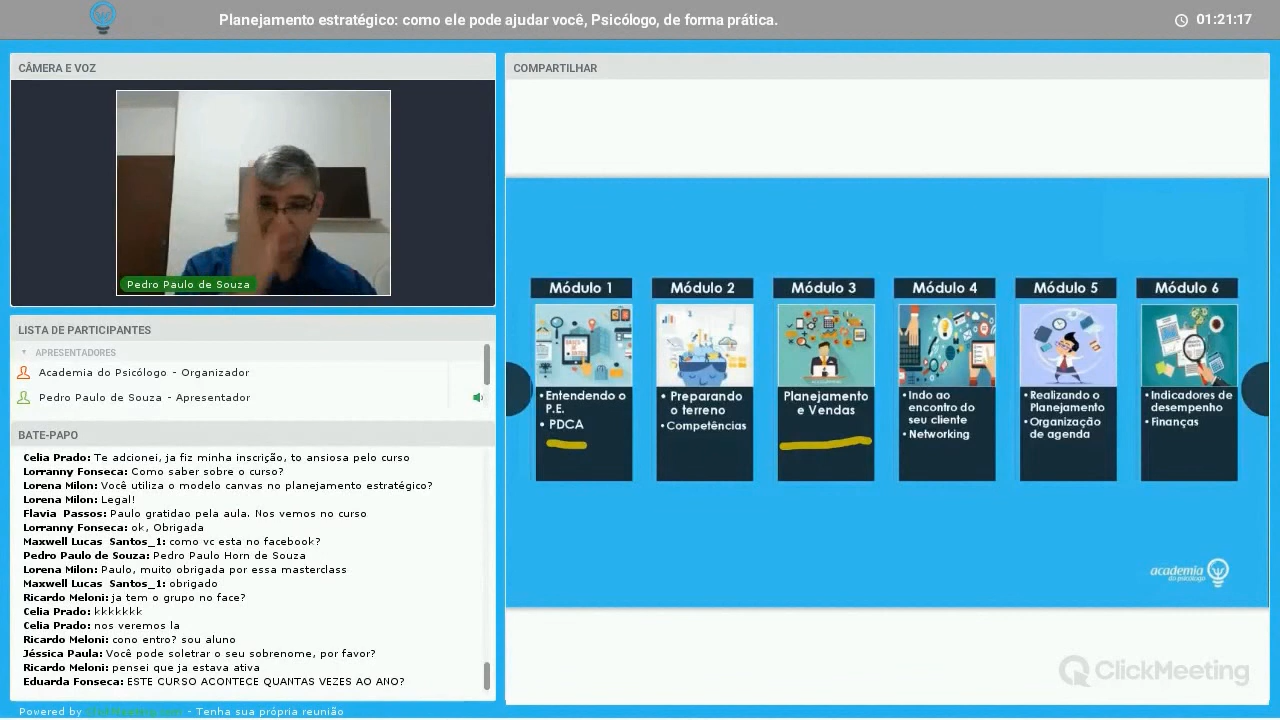 Planejamento estratégico: como ele pode ajudar você, Psicólogo, de forma prática.
01:21:17
CÂMERA E VOZ
Pedro Paulo de Souza
LISTA DE PARTICIPANTES
APRESENTADORES
Academia do Psicólogo - Organizador
Pedro Paulo de Souza - Apresentador
BATE-PAPO
Celia Prado: Te adcionei, ja fiz minha inscrição, to ansiosa pelo curso
Lorranny Fonseca: Como saber sobre o curso?
Lorena Milon: Você utiliza o modelo canvas no planejamento estratégico?
Lorena Milon: Legal!
Flavia Passos: Paulo gratidao pela aula. Nos vemos no curso
Lorranny Fonseca: ok, Obrigada
Maxwell Lucas Santos_1: como vc esta no facebook?
Pedro Paulo de Souza: Pedro Paulo Horn de Souza
Lorena Milon: Paulo, muito obrigada por essa masterclass
Maxwell Lucas Santos_1: obrigado
Ricardo Meloni: ja tem o grupo no face?
Celia Prado: kkkkkkk
Celia Prado: nos veremos la
Ricardo Meloni: cono entro? sou aluno
Jéssica Paula: Você pode soletrar o seu sobrenome, por favor?
Ricardo Meloni: pensei que ja estava ativa
Eduarda Fonseca: ESTE CURSO ACONTECE QUANTAS VEZES AO ANO?
Powered by ClickMeeting.com - Tenha sua própria reunião
COMPARTILHAR
Módulo 1
• Entendendo o
P.E.
• PDCA
Módulo 2
• Preparando
o terreno
• Competências
Módulo 3
Planejamento
e Vendas
Módulo 4
• Indo ao
encontro do
seu cliente
• Networking
Módulo 5
• Realizando o
Planejamento
• Organização
de agenda
Módulo 6
• Indicadores de
desempenho
• Finanças
academia
do psicólogo
ClickMeeting